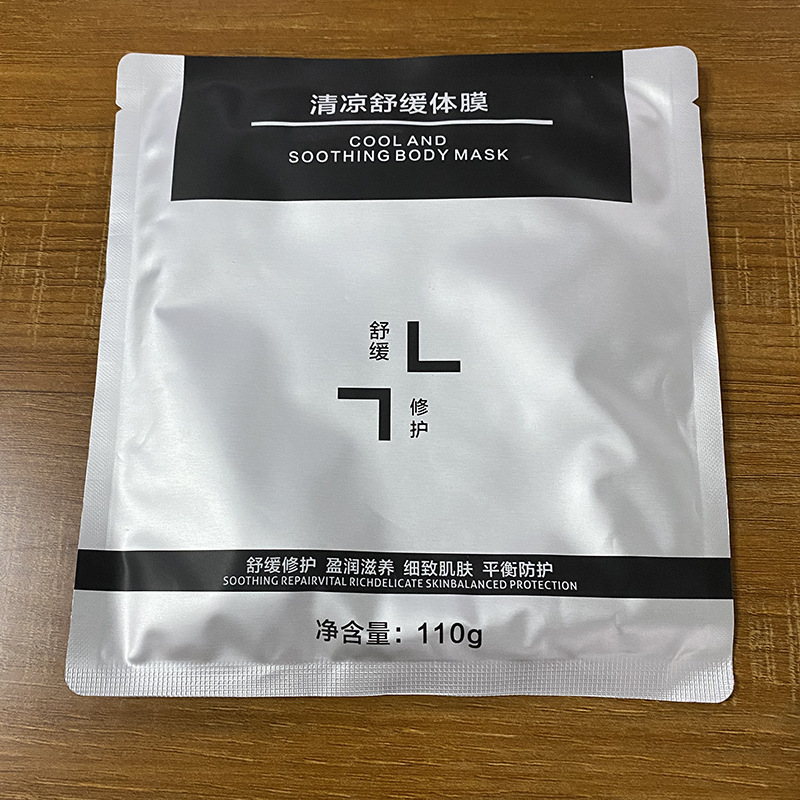 清凉舒缓体膜
COOL AND
SOOTHING BODY MASK
舒缓
修护
舒缓修护 盈润滋养 细致肌肤 平衡防护
SOOTHING REPAIRVITAL RICHDELICATE SKINBALANCED PROTECTION
净含量：110g